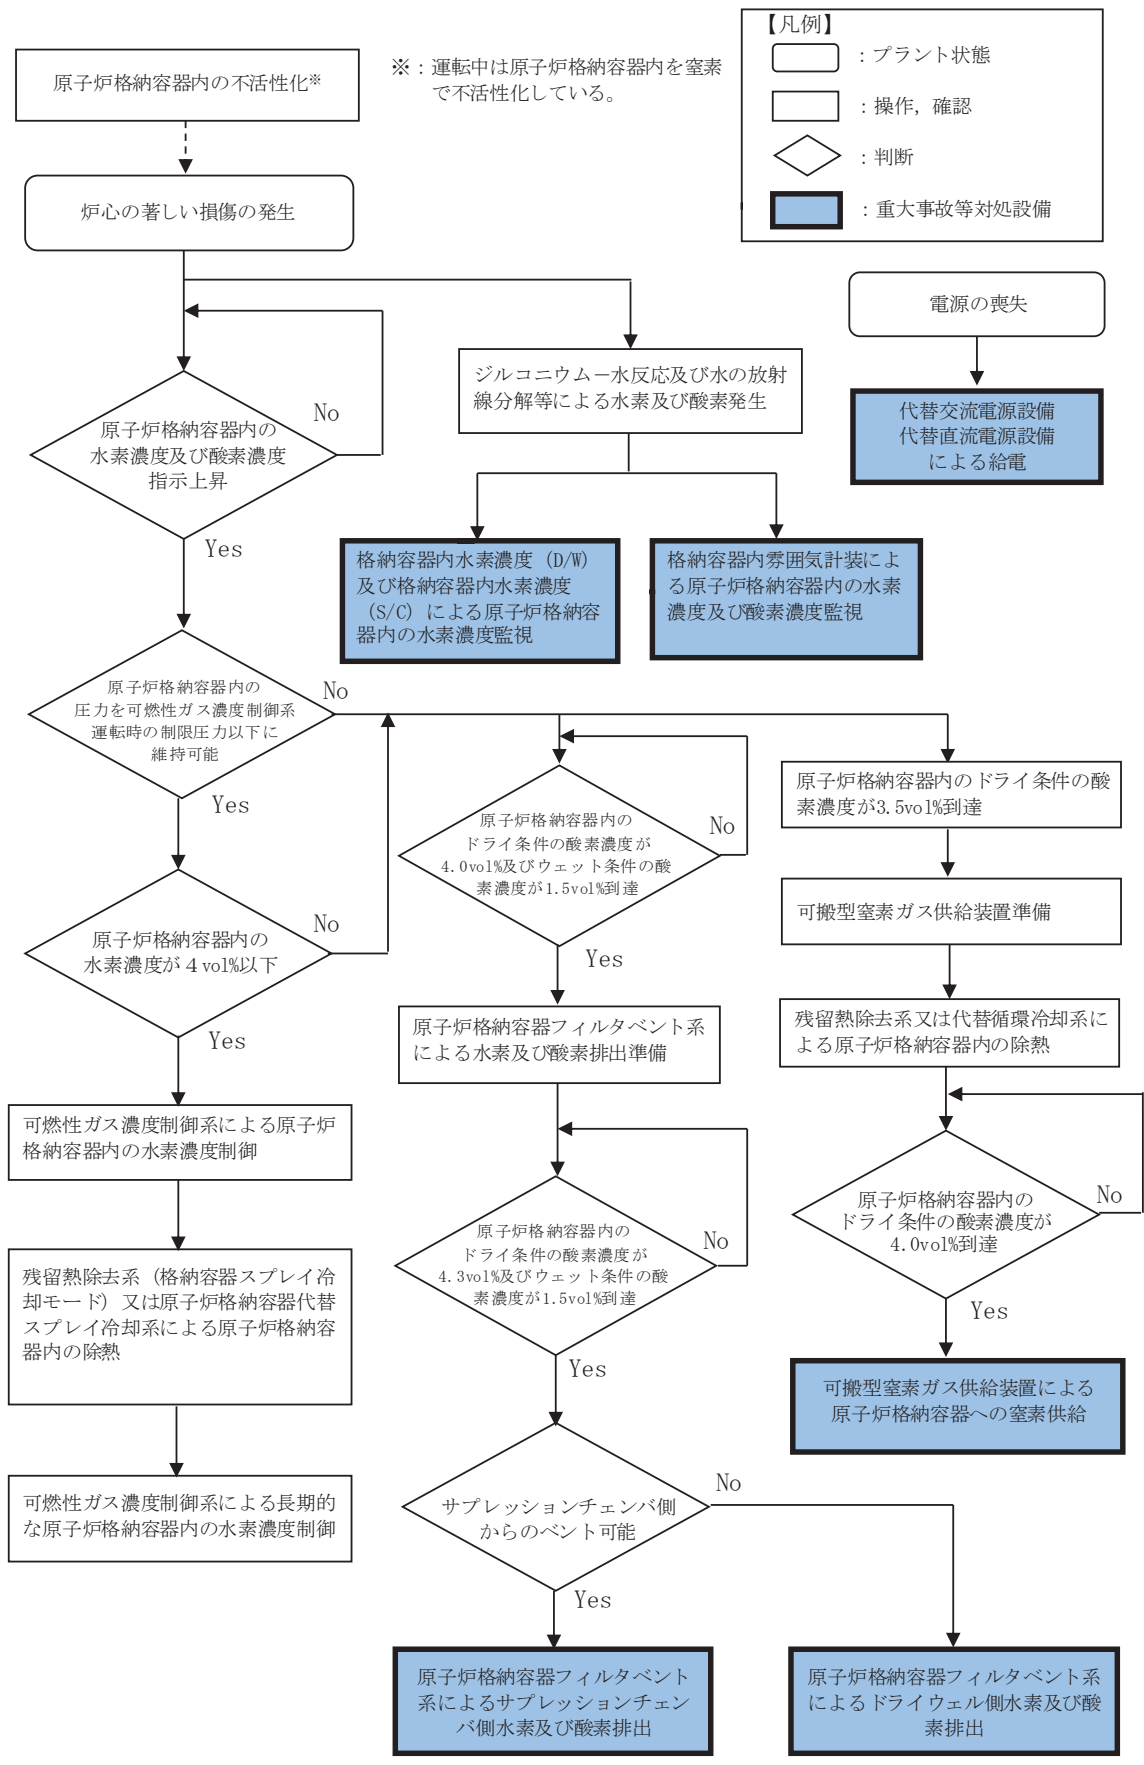 原子炉格納容器内の不活性化※
※：運転中は原子炉格納容器内を窒素
で不活性化している。
【凡例】
：プラント状態
：操作，確認
：判断
：重大事故等対処設備
炉心の著しい損傷の発生
電源の喪失
代替交流電源設備
代替直流電源設備
による給電
ジルコニウム－水反応及び水の放射
線分解等による水素及び酸素発生
原子炉格納容器内の
水素濃度及び酸素濃度
指示上昇
No
Yes
格納容器内水素濃度（D/W）
及び格納容器内水素濃度
（S/C）による原子炉格納容
器内の水素濃度監視
格納容器内雰囲気計装によ
る原子炉格納容器内の水素
濃度及び酸素濃度監視
原子炉格納容器内の
圧力を可燃性ガス濃度制御系
運転時の制限圧力以下に
維持可能
No
Yes
原子炉格納容器内の
水素濃度が４vol%以下
No
Yes
可燃性ガス濃度制御系による原子炉
格納容器内の水素濃度制御
残留熱除去系（格納容器スプレイ冷
却モード）又は原子炉格納容器代替
スプレイ冷却系による原子炉格納容
器内の除熱
可燃性ガス濃度制御系による長期的
な原子炉格納容器内の水素濃度制御
原子炉格納容器内の
ドライ条件の酸素濃度が
4.0vol%及びウェット条件の酸
素濃度が1.5vol%到達
No
Yes
原子炉格納容器フィルタベント系
による水素及び酸素排出準備
原子炉格納容器内の
ドライ条件の酸素濃度が
4.3vol%及びウェット条件の酸
素濃度が1.5vol%到達
No
Yes
サプレッションチェンバ側
からのベント可能
No
Yes
原子炉格納容器フィルタベント
系によるサプレッションチェン
バ側水素及び酸素排出
原子炉格納容器フィルタベント系
によるドライウェル側水素及び酸
素排出
原子炉格納容器内のドライ条件の酸
素濃度が3.5vol%到達
可搬型窒素ガス供給装置準備
残留熱除去系又は代替循環冷却系に
よる原子炉格納容器内の除熱
原子炉格納容器内の
ドライ条件の酸素濃度が
4.0vol%到達
No
Yes
可搬型窒素ガス供給装置による
原子炉格納容器への窒素供給